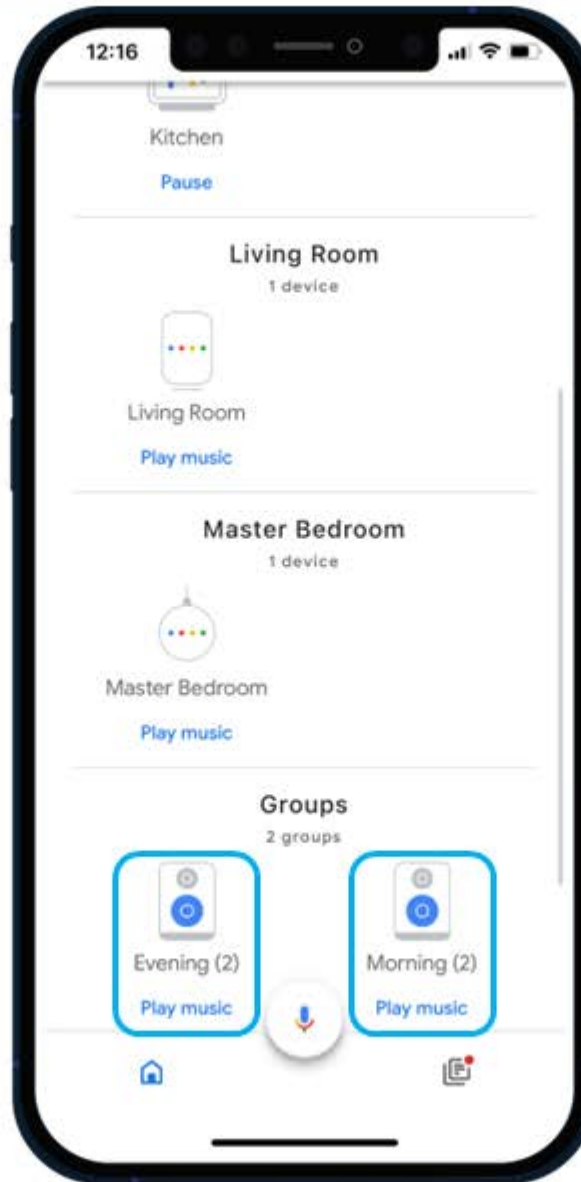 12:16
Kitchen
Pause
Living Room
1 device
Living Room
Play music
Master Bedroom
1 device
Master Bedroom
Play music
Groups
2 groups
Evening (2)
Morning (2)
Play music
Play music